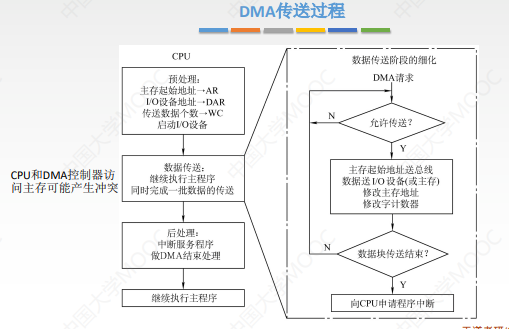 DMA传送过程
CPU
预处理：
主存起始地址→AR
I/O设备地址→DAR
传送数据个数→WC
启动I/O设备
CPU和DMA控制器访
问主存可能产生冲突
数据传送：
继续执行主程序
同时完成一批数据的传送
后处理：
中断服务程序
做DMA结束处理
继续执行主程序
数据传送阶段的细化
DMA请求
N
允许传送？
Y
主存起始地址送总线
数据送 I/O 设备(或主存)
修改主存地址
修改字计数器
N
数据块传送结束？
Y
向CPU申请程序中断
中国大学MOOC